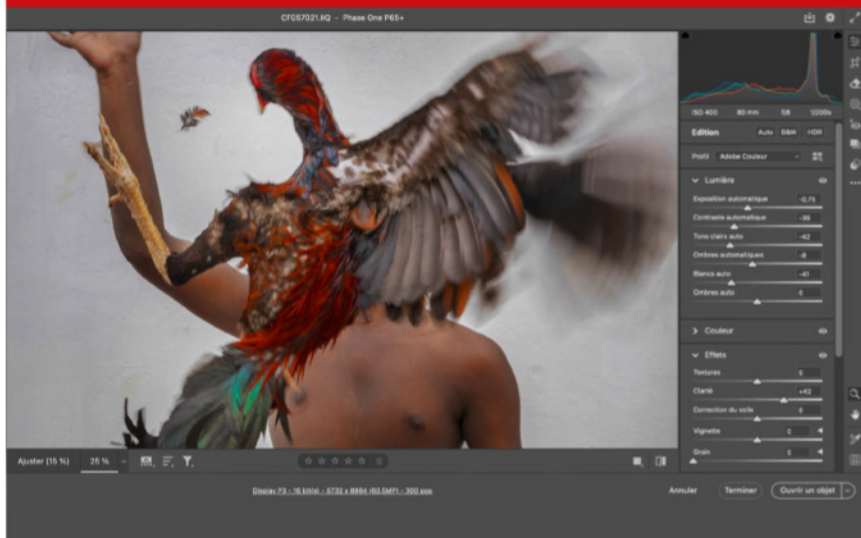 CF057021.IIQ - Phase One P65+
ISO 400 80 mm f/8 1/200s
Edition Auto B&W HDR
Profil Adobe Couleur
Lumière
Exposition automatique -0,75
Contraste automatique -36
Tons clairs auto -42
Ombres automatiques -8
Blancs auto -41
Ombres auto 0
Couleur
Effets
Textures 0
Clarté +42
Correction du voile 0
Vignette 0
Grain 0
Ajuster (15 %) 25 %
Display P3 - 16 bit(s) - 6732 x 8984 (60,5MP) - 300 ppp
Annuler Terminer Ouvrir un objet